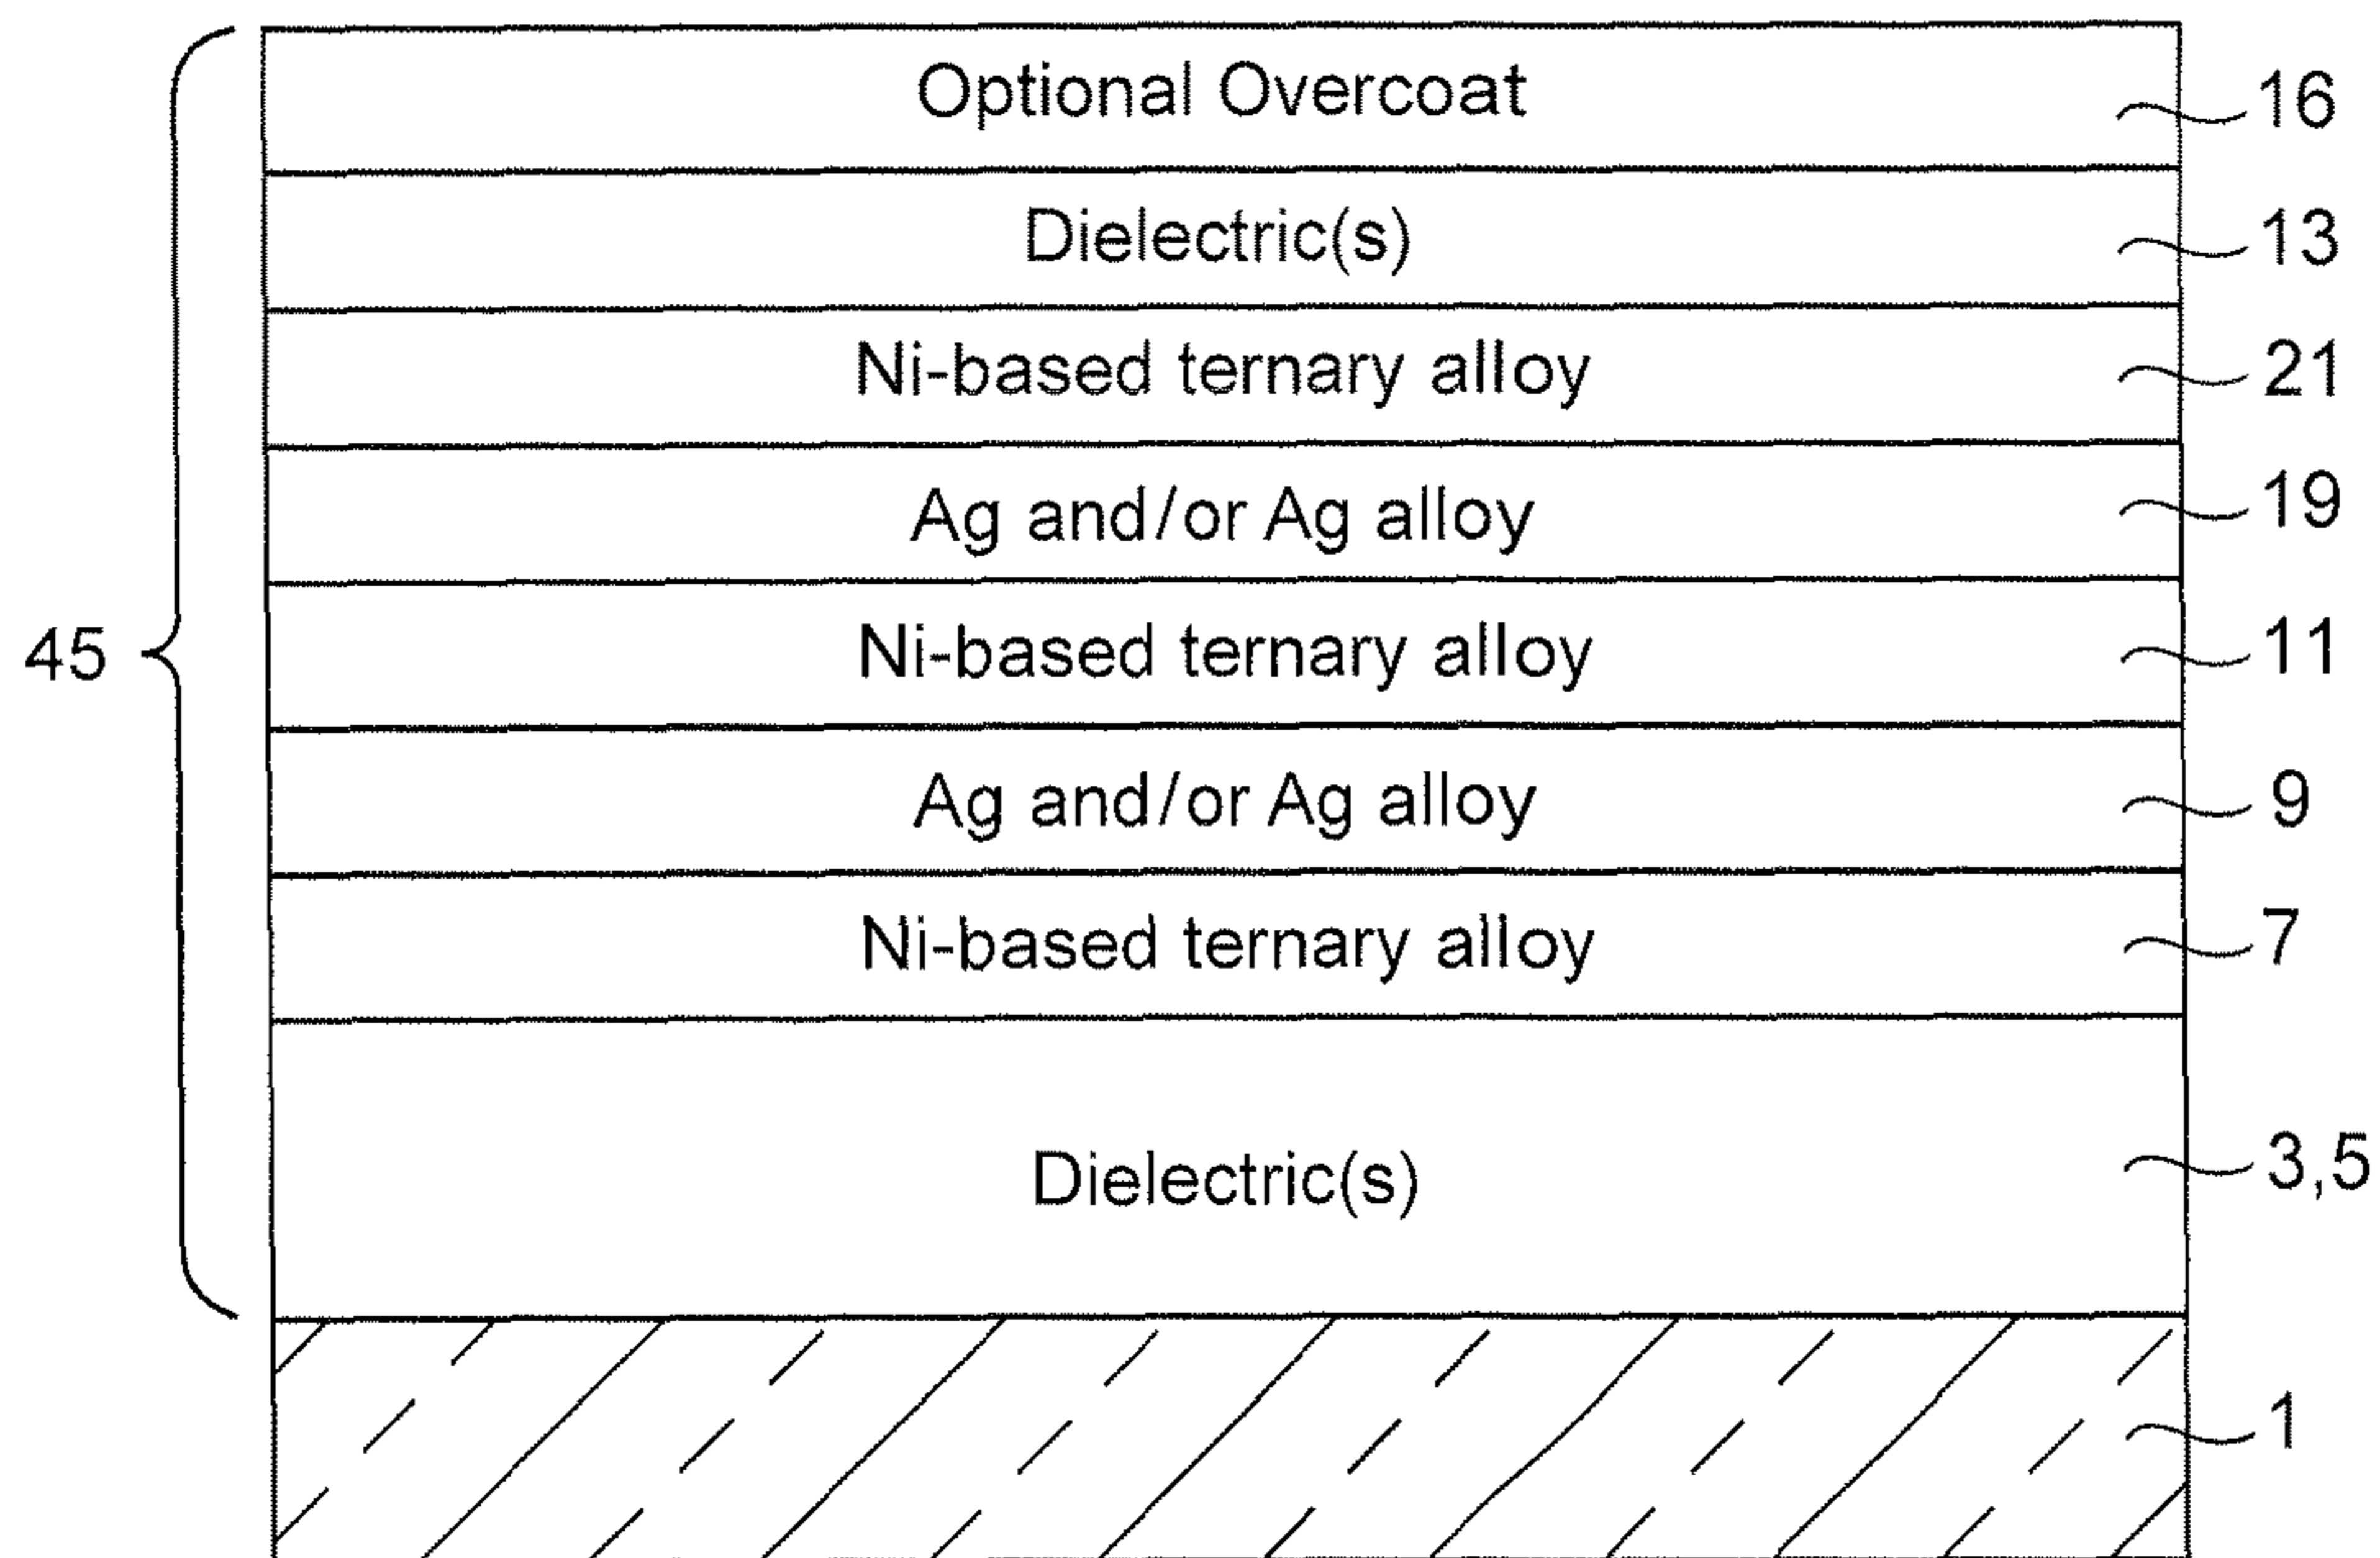 Optional Overcoat 16
Dielectric(s) 13
Ni-based ternary alloy 21
Ag and/or Ag alloy 19
45 Ni-based ternary alloy 11
Ag and/or Ag alloy 9
Ni-based ternary alloy 7
Dielectric(s) 3,5
1